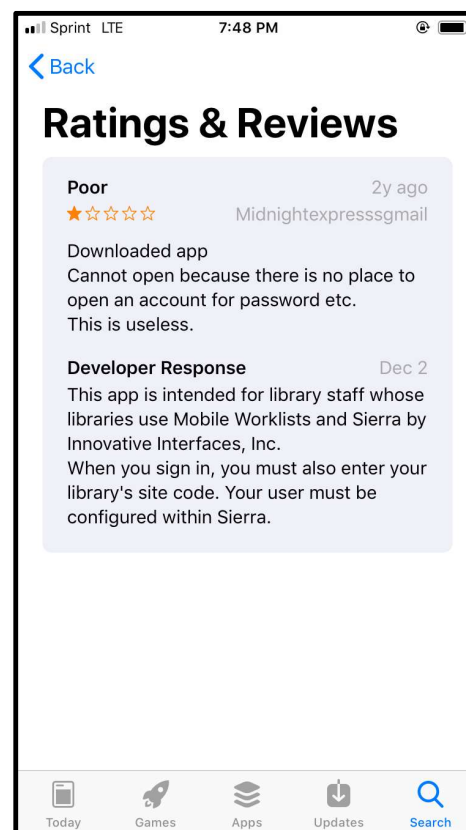 Sprint LTE 7:48 PM
Back
Ratings & Reviews
Poor 2y ago
Midnightexpresssgmail
Downloaded app
Cannot open because there is no place to
open an account for password etc.
This is useless.
Developer Response Dec 2
This app is intended for library staff whose
libraries use Mobile Worklists and Sierra by
Innovative Interfaces, Inc.
When you sign in, you must also enter your
library's site code. Your user must be
configured within Sierra.
Today Games Apps Updates Search